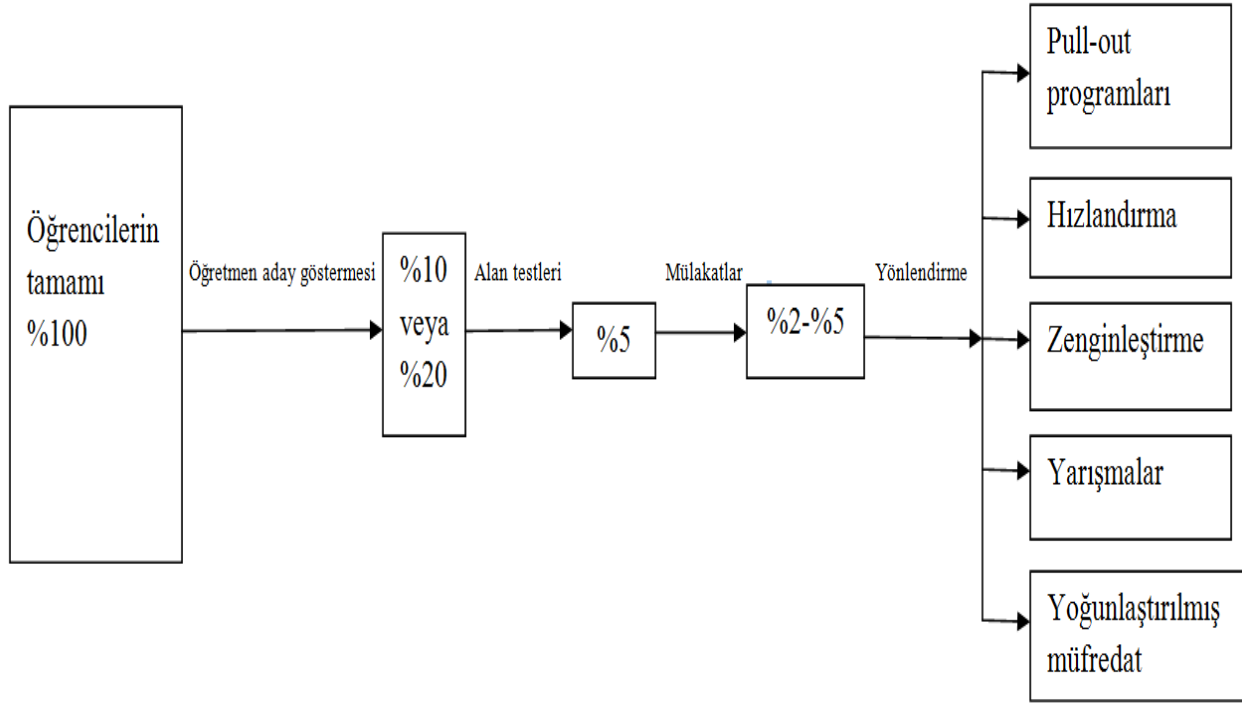 Öğrencilerin
tamamı
%100
Öğretmen aday göstermesi
%10
veya
%20
Alan testleri
%5
Mülakatlar
%2-%5
Yönlendirme
Pull-out
programları
Hızlandırma
Zenginleştirme
Yarışmalar
Yoğunlaştırılmış
müfredat